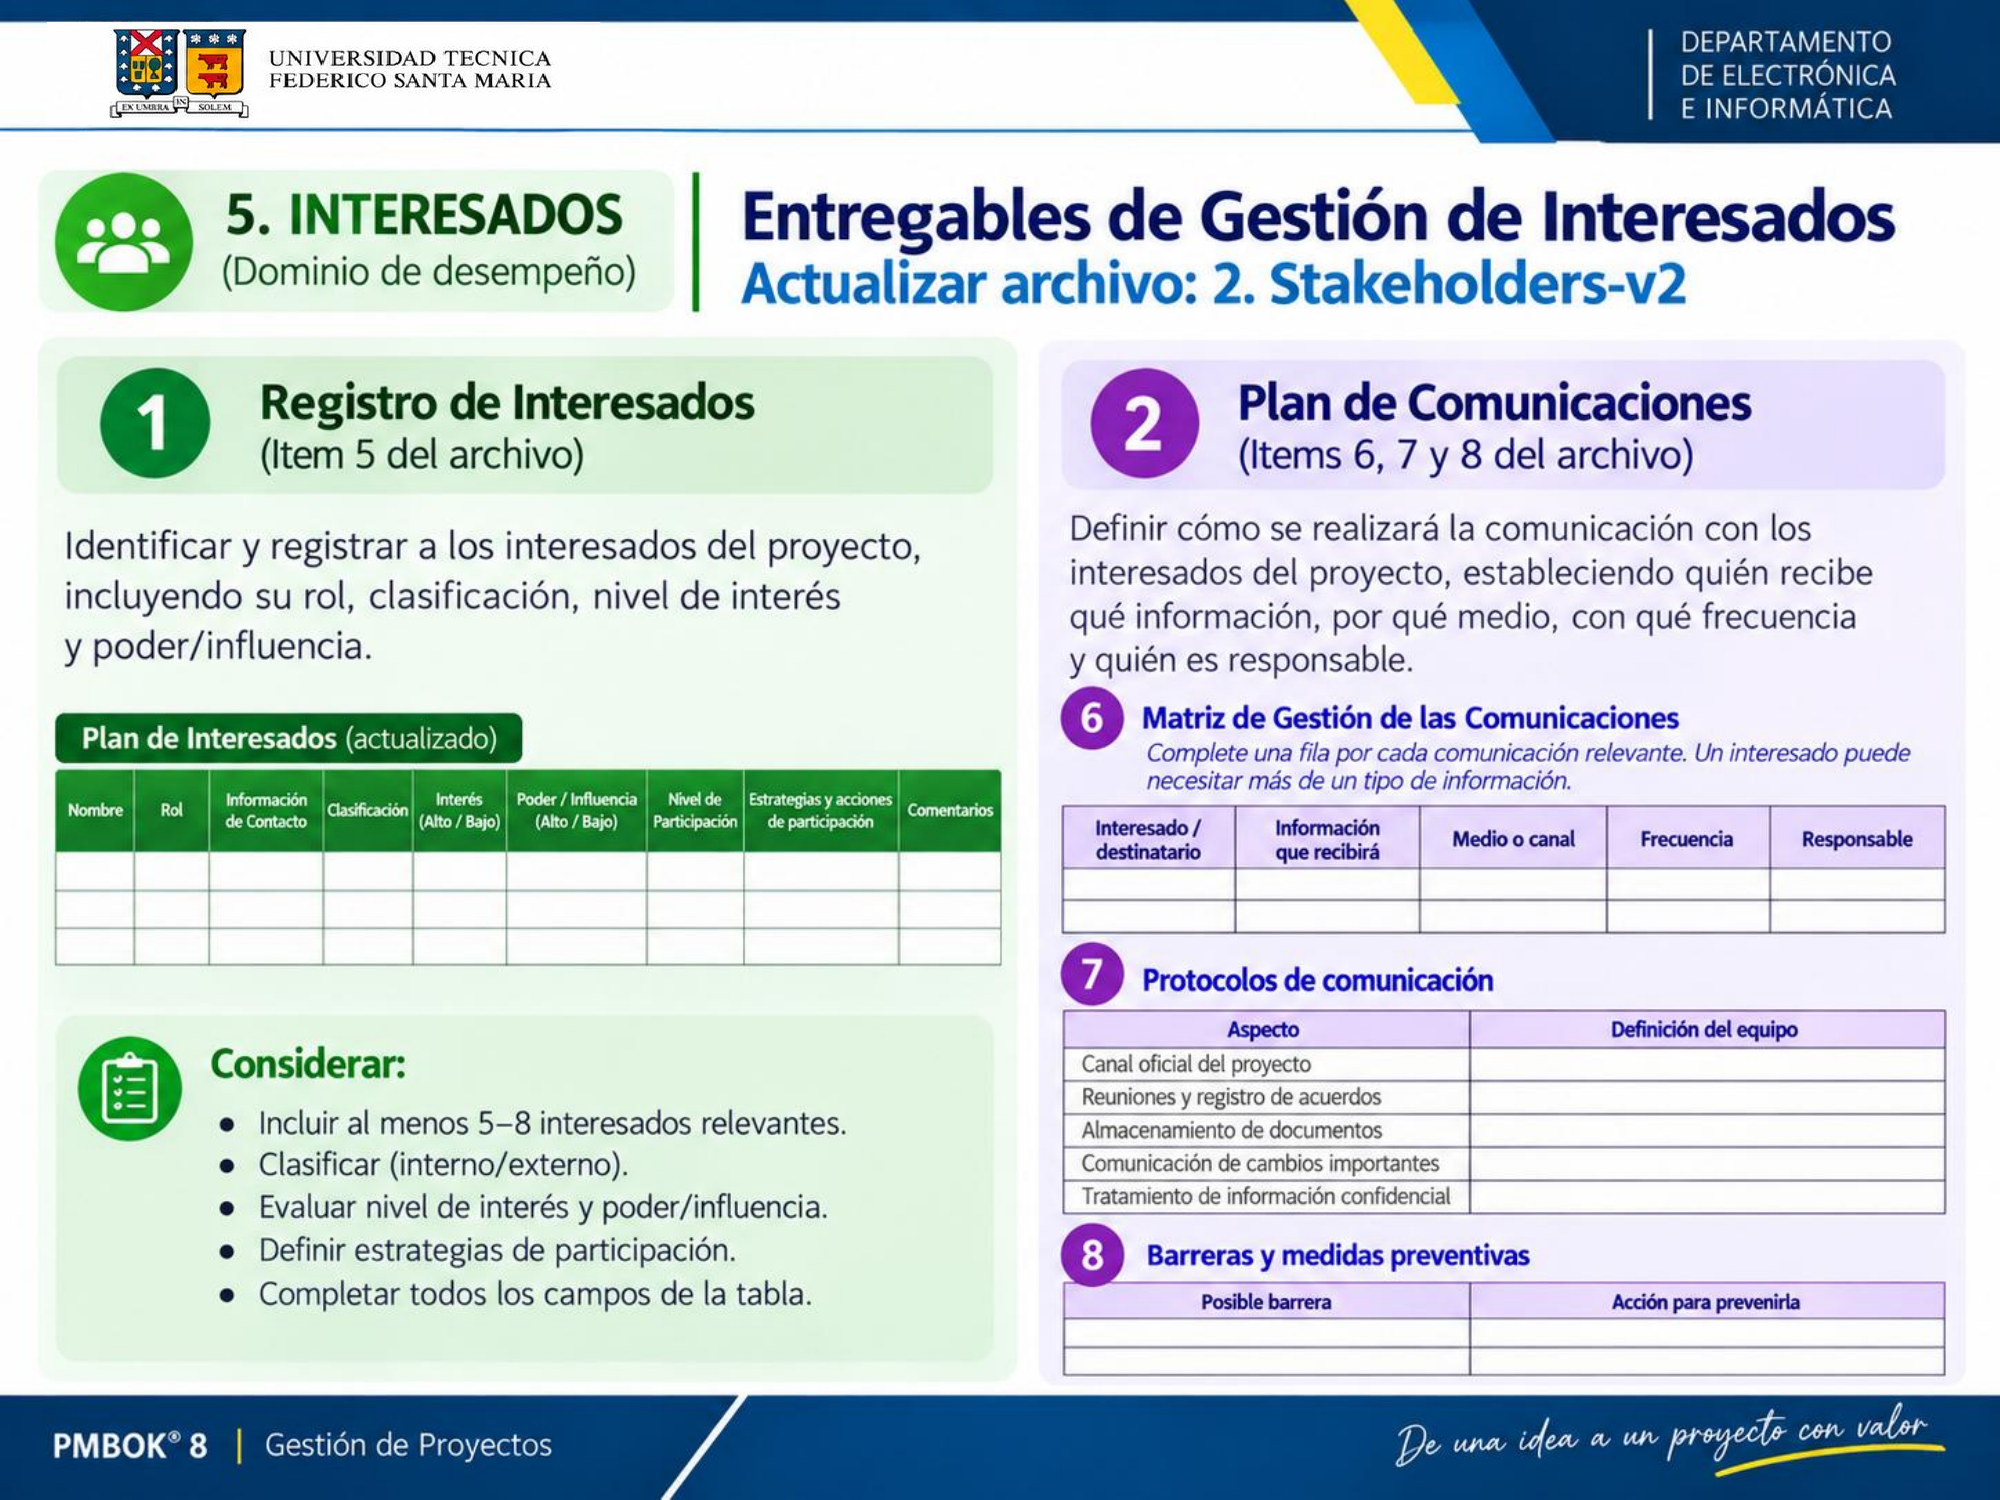 UNIVERSIDAD TECNICA
FEDERICO SANTA MARIA
EX UMBRA IN SOLEM
DEPARTAMENTO
DE ELECTRÓNICA
E INFORMÁTICA
5. INTERESADOS
(Dominio de desempeño)
Entregables de Gestión de Interesados
Actualizar archivo: 2. Stakeholders-v2
1
Registro de Interesados
(Item 5 del archivo)
Identificar y registrar a los interesados del proyecto,
incluyendo su rol, clasificación, nivel de interés
y poder/influencia.
Plan de Interesados (actualizado)
Nombre
Rol
Información
de Contacto
Clasificación
Interés
(Alto / Bajo)
Poder / Influencia
(Alto / Bajo)
Nivel de
Participación
Estrategias y acciones
de participación
Comentarios
Considerar:
● Incluir al menos 5–8 interesados relevantes.
● Clasificar (interno/externo).
● Evaluar nivel de interés y poder/influencia.
● Definir estrategias de participación.
● Completar todos los campos de la tabla.
2
Plan de Comunicaciones
(Items 6, 7 y 8 del archivo)
Definir cómo se realizará la comunicación con los
interesados del proyecto, estableciendo quién recibe
qué información, por qué medio, con qué frecuencia
y quién es responsable.
6
Matriz de Gestión de las Comunicaciones
Complete una fila por cada comunicación relevante. Un interesado puede
necesitar más de un tipo de información.
Interesado /
destinatario
Información
que recibirá
Medio o canal
Frecuencia
Responsable
7
Protocolos de comunicación
Aspecto
Definición del equipo
Canal oficial del proyecto
Reuniones y registro de acuerdos
Almacenamiento de documentos
Comunicación de cambios importantes
Tratamiento de información confidencial
8
Barreras y medidas preventivas
Posible barrera
Acción para prevenirla
PMBOK® 8 | Gestión de Proyectos
De una idea a un proyecto con valor